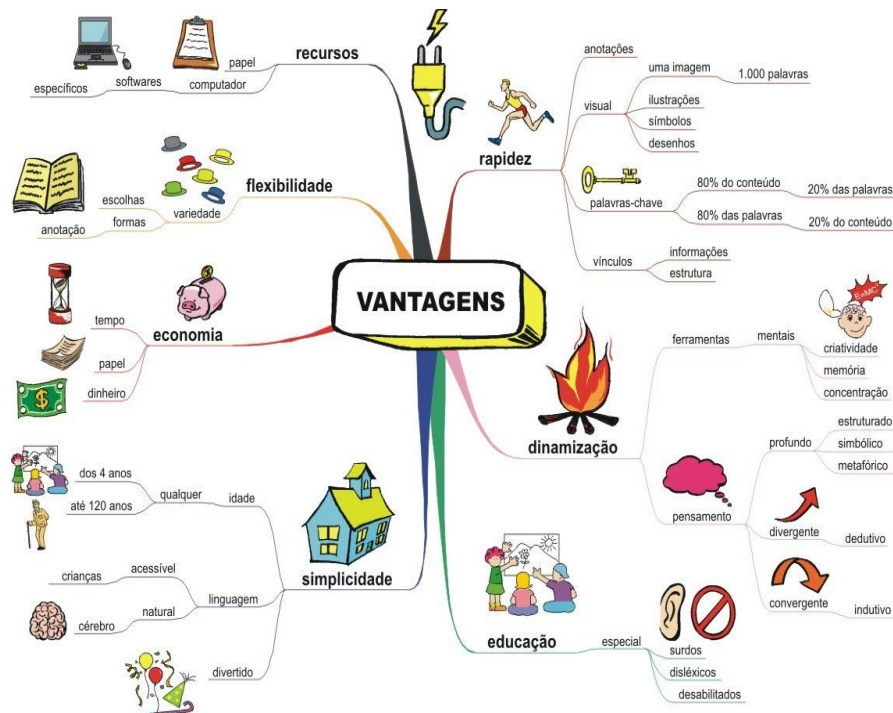 VANTAGENS
recursos
papel
computador
softwares
específicos
flexibilidade
variedade
escolhas
formas
anotação
economia
tempo
papel
dinheiro
simplicidade
idade
qualquer
dos 4 anos
até 120 anos
linguagem
acessível
crianças
natural
cérebro
divertido
rapidez
anotações
visual
uma imagem
1.000 palavras
ilustrações
símbolos
desenhos
palavras-chave
80% do conteúdo
20% das palavras
80% das palavras
20% do conteúdo
vínculos
informações
estrutura
dinamização
ferramentas
mentais
criatividade
memória
concentração
pensamento
profundo
estruturado
simbólico
metafórico
divergente
dedutivo
convergente
indutivo
educação
especial
surdos
disléxicos
desabilitados